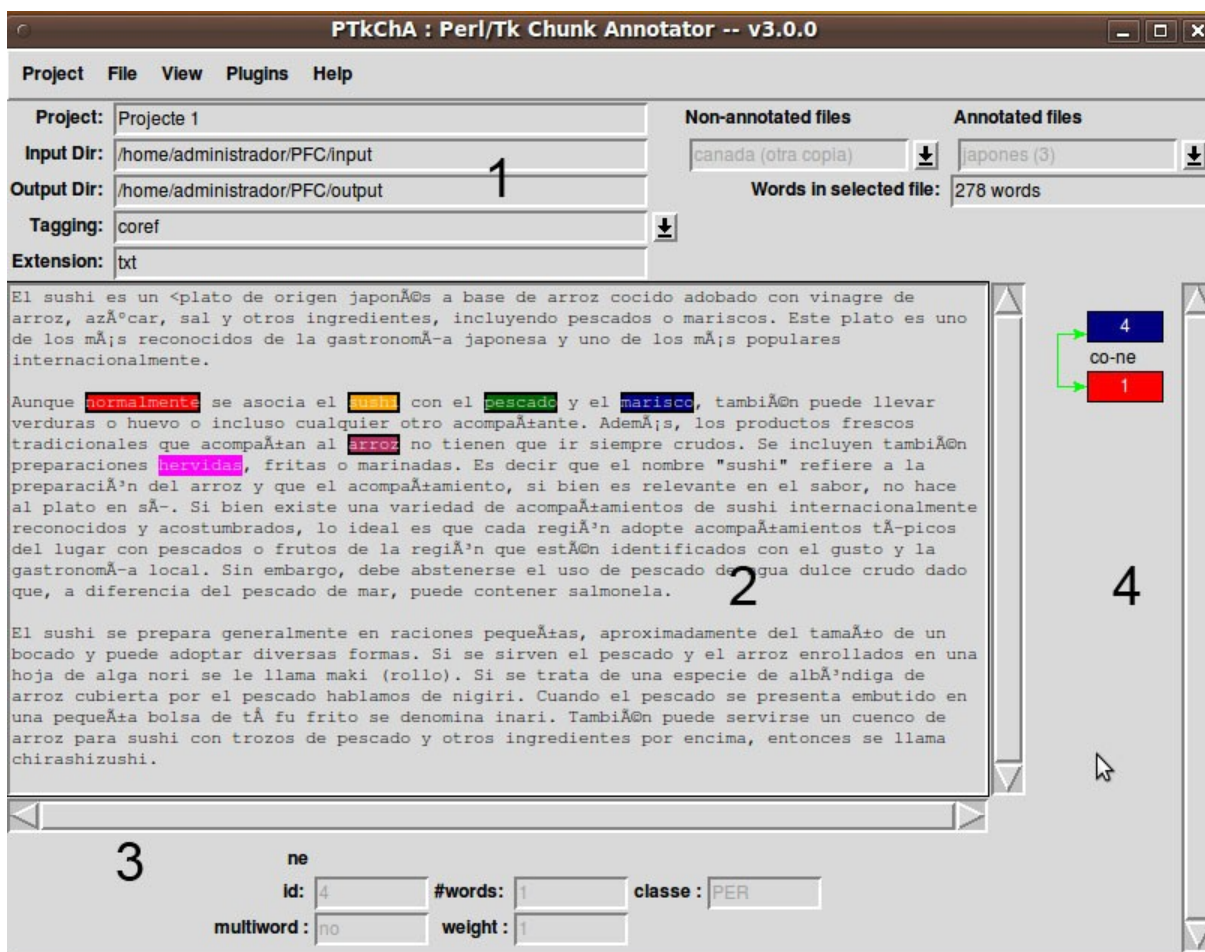 PTkChA : Perl/Tk Chunk Annotator -- v3.0.0
Project File View Plugins Help
Project: Projecte 1
Non-annotated files Annotated files
Input Dir: /home/administrador/PFC/input
canada (otra copia) japones (3)
1
Output Dir: /home/administrador/PFC/output
Words in selected file: 278 words
Tagging: coref
Extension: txt
El sushi es un <plato de origen japonÃ©s a base de arroz cocido adobado con vinagre de
arroz, azÃºcar, sal y otros ingredientes, incluyendo pescados o mariscos. Este plato es uno
de los mÃ¡s reconocidos de la gastronomÃ-a japonesa y uno de los mÃ¡s populares
internacionalmente.
Aunque normalmente se asocia el sushi con el pescado y el marisco, tambiÃ©n puede llevar
verduras o huevo o incluso cualquier otro acompaÃ±ante. AdemÃ¡s, los productos frescos
tradicionales que acompaÃ±an al arroz no tienen que ir siempre crudos. Se incluyen tambiÃ©n
preparaciones hervidas, fritas o marinadas. Es decir que el nombre "sushi" refiere a la
preparaciÃ³n del arroz y que el acompaÃ±amiento, si bien es relevante en el sabor, no hace
al plato en sÃ-. Si bien existe una variedad de acompaÃ±amientos de sushi internacionalmente
reconocidos y acostumbrados, lo ideal es que cada regiÃ³n adopte acompaÃ±amientos tÃ-picos
del lugar con pescados o frutos de la regiÃ³n que estÃ©n identificados con el gusto y la
gastronomÃ-a local. Sin embargo, debe abstenerse el uso de pescado de agua dulce crudo dado
que, a diferencia del pescado de mar, puede contener salmonela.
2
El sushi se prepara generalmente en raciones pequeÃ±as, aproximadamente del tamaÃ±o de un
bocado y puede adoptar diversas formas. Si se sirven el pescado y el arroz enrollados en una
hoja de alga nori se le llama maki (rollo). Si se trata de una especie de albÃ³ndiga de
arroz cubierta por el pescado hablamos de nigiri. Cuando el pescado se presenta embutido en
una pequeÃ±a bolsa de tÅ fu frito se denomina inari. TambiÃ©n puede servirse un cuenco de
arroz para sushi con trozos de pescado y otros ingredientes por encima, entonces se llama
chirashizushi.
4
co-ne
1
4
3
ne
id: 4 #words: 1 classe : PER
multiword : no weight : 1